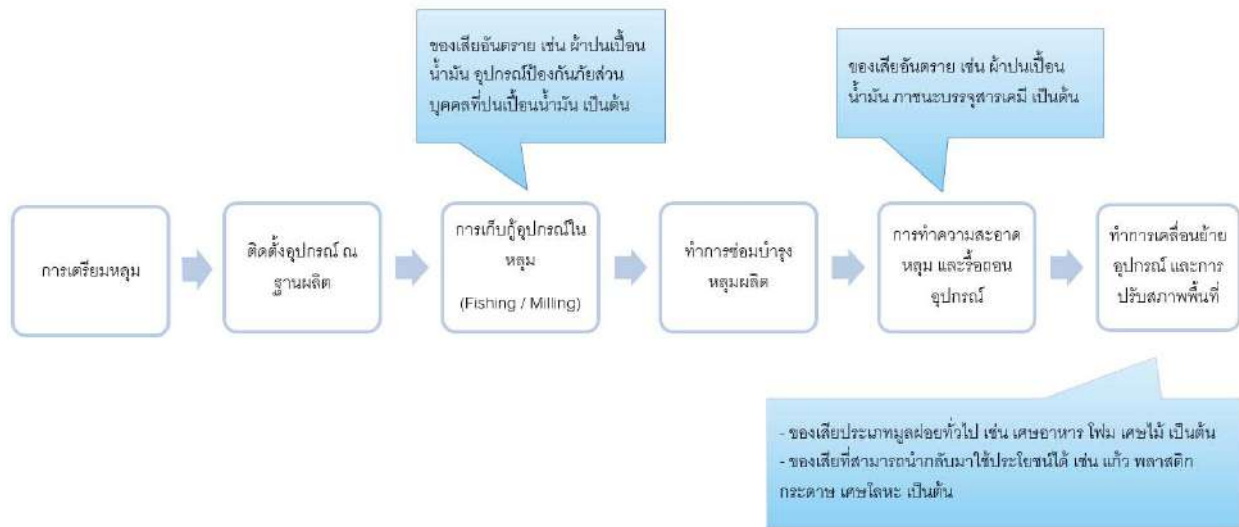 ของเสียอันตราย เช่น ผ้าปนเปื้อน
น้ำมัน อุปกรณ์ป้องกันภัยส่วน
บุคคลที่ปนเปื้อนน้ำมัน เป็นต้น
ของเสียอันตราย เช่น ผ้าปนเปื้อน
น้ำมัน ภาชนะบรรจุสารเคมี เป็นต้น
การเตรียมหลุม
ติดตั้งอุปกรณ์ ณ
ฐานผลิต
การเก็บกู้อุปกรณ์ใน
หลุม
(Fishing / Milling)
ทำการซ่อมบำรุง
หลุมผลิต
การทำความสะอาด
หลุม และรื้อถอน
อุปกรณ์
ทำการเคลื่อนย้าย
อุปกรณ์ และการ
ปรับสภาพพื้นที่
- ของเสียประเภทมูลฝอยทั่วไป เช่น เศษอาหาร โฟม เศษไม้ เป็นต้น
- ของเสียที่สามารถนำกลับมาใช้ประโยชน์ได้ เช่น แก้ว พลาสติก
กระดาษ เศษโลหะ เป็นต้น